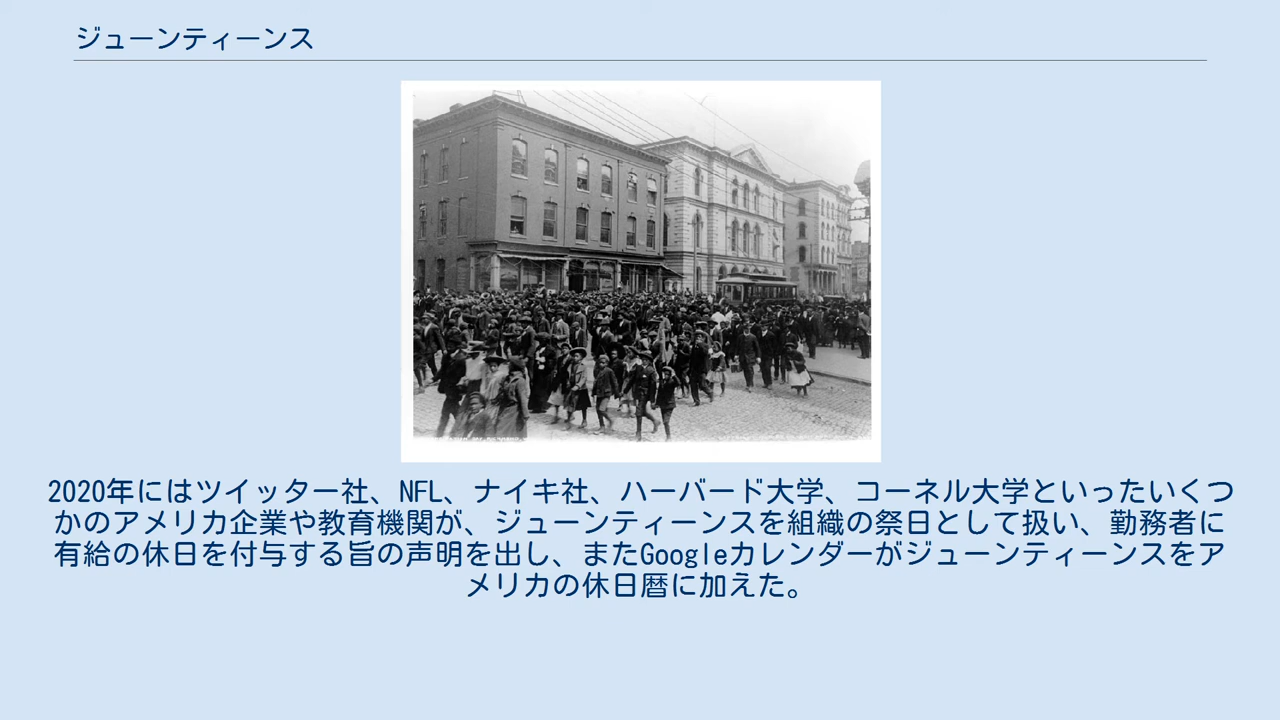 ジューンティーンス
2020年にはツイッター社、NFL、ナイキ社、ハーバード大学、コーネル大学といったいくつ
かのアメリカ企業や教育機関が、ジューンティーンスを組織の祭日として扱い、勤務者に
有給の休日を付与する旨の声明を出し、またGoogleカレンダーがジューンティーンスをア
メリカの休日暦に加えた。